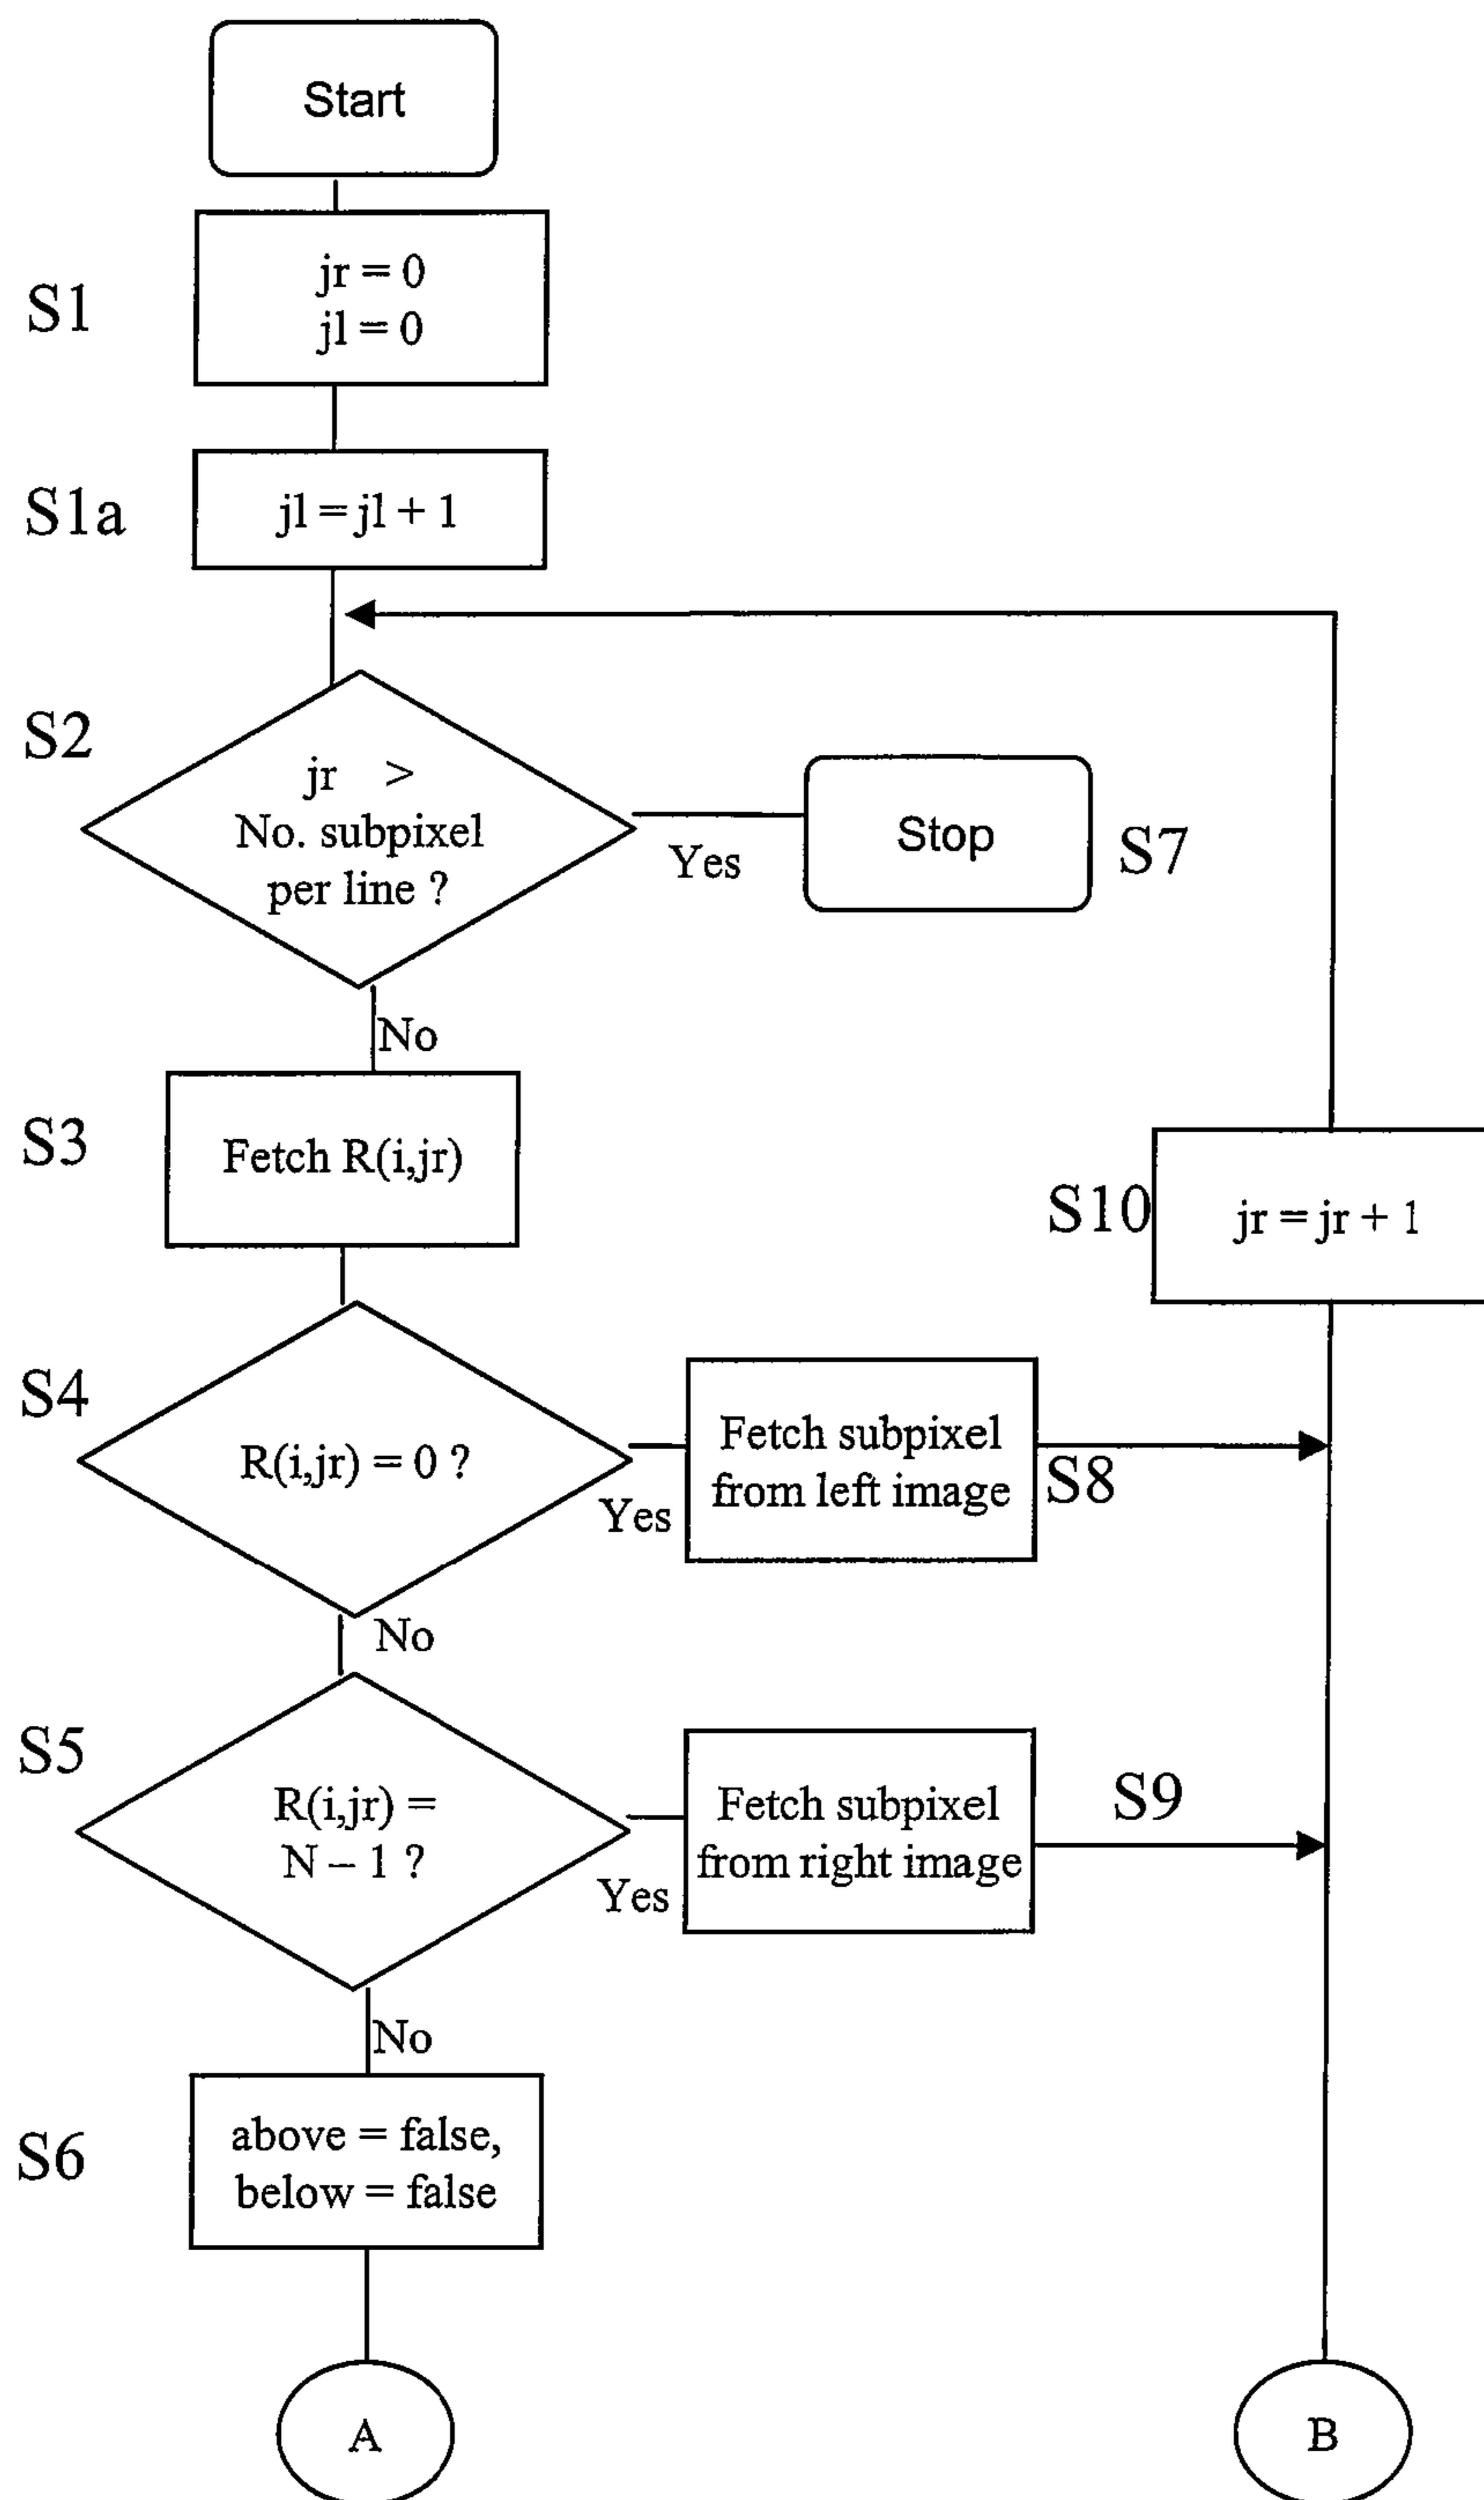 Start
S1
jr = 0
jl = 0
S1a
jl = jl + 1
S2
jr >
No. subpixel
per line ?
Yes
Stop
S7
No
S3
Fetch R(i,jr)
S10
jr = jr + 1
S4
R(i,jr) = 0 ?
Yes
Fetch subpixel
from left image
S8
No
S5
R(i,jr) =
N – 1 ?
Yes
Fetch subpixel
from right image
S9
No
S6
above = false,
below = false
A
B